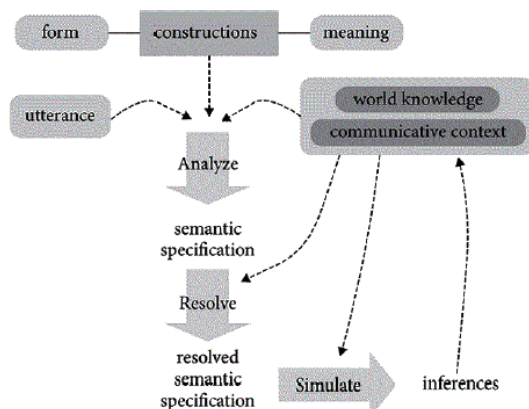 form
constructions
meaning
utterance
world knowledge
communicative context
Analyze
semantic
specification
Resolve
resolved
semantic
specification
Simulate
inferences